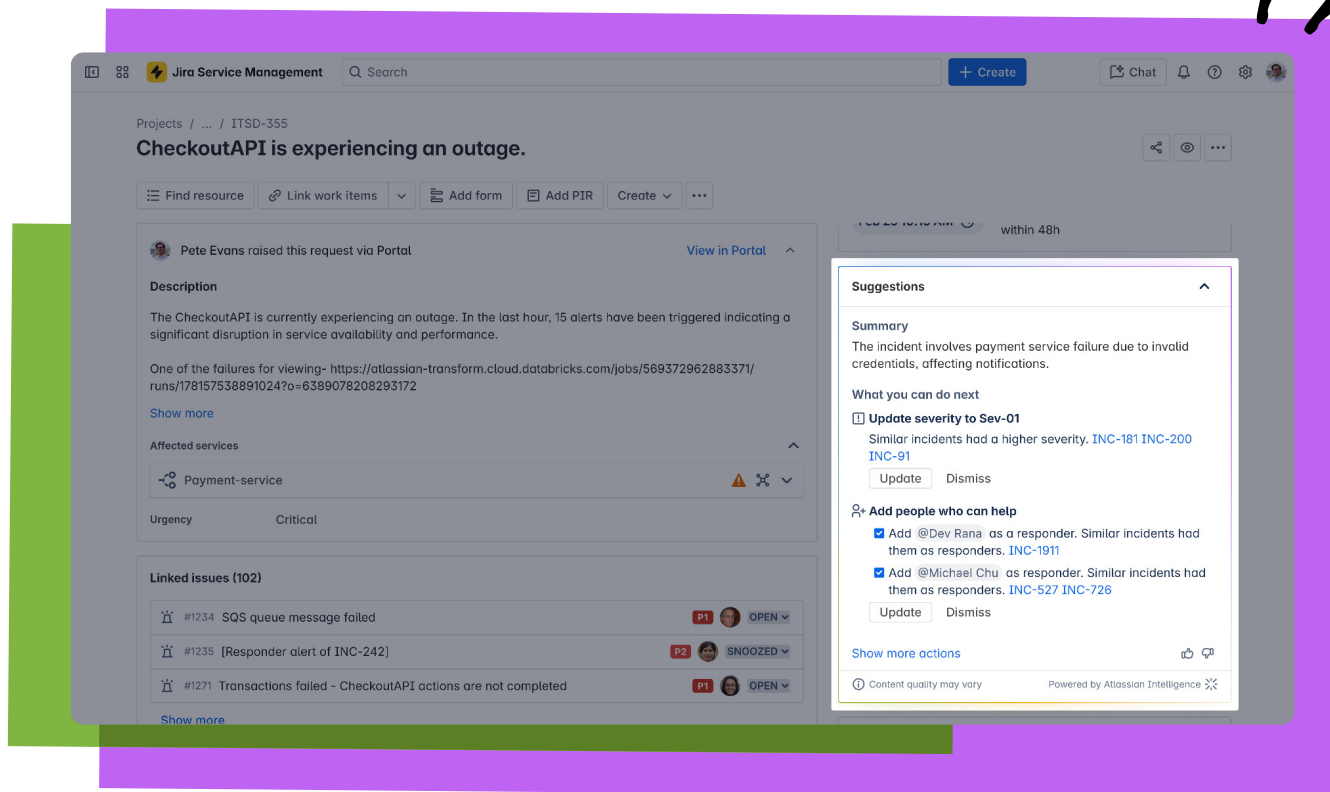 Jira Service Management
Search
+ Create
Chat
Projects / ... / ITSD-355
CheckoutAPI is experiencing an outage.
Find resource
Link work items
Add form
Add PIR
Create
Pete Evans raised this request via Portal
View in Portal
Description
The CheckoutAPI is currently experiencing an outage. In the last hour, 15 alerts have been triggered indicating a
significant disruption in service availability and performance.
One of the failures for viewing- https://atlassian-transform.cloud.databricks.com/jobs/569372962883371/
runs/178157538891024?o=6389078208293172
Show more
Affected services
Payment-service
Urgency Critical
Linked issues (102)
#1234 SQS queue message failed P1 OPEN
#1235 [Responder alert of INC-242] P2 SNOOZED
#1271 Transactions failed - CheckoutAPI actions are not completed P1 OPEN
Show more
within 48h
Suggestions
Summary
The incident involves payment service failure due to invalid
credentials, affecting notifications.
What you can do next
Update severity to Sev-01
Similar incidents had a higher severity. INC-181 INC-200
INC-91
Update Dismiss
Add people who can help
Add @Dev Rana as a responder. Similar incidents had
them as responders. INC-1911
Add @Michael Chu as responder. Similar incidents had
them as responders. INC-527 INC-726
Update Dismiss
Show more actions
Content quality may vary
Powered by Atlassian Intelligence